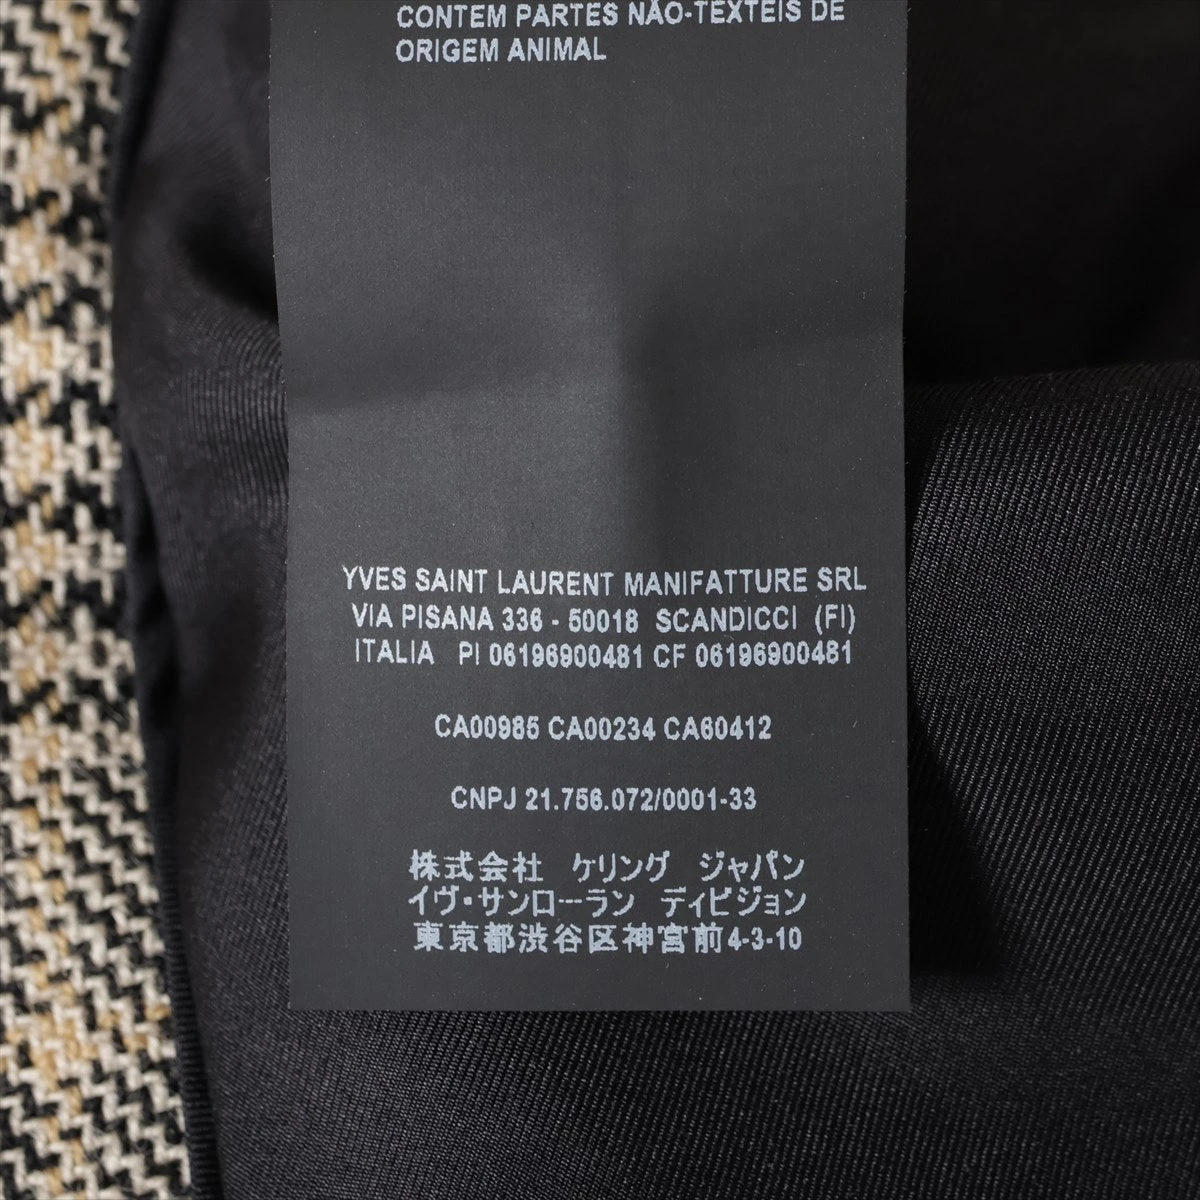 CONTEM PARTES NÃO-TEXTEIS DE
ORIGEM ANIMAL
YVES SAINT LAURENT MANIFATTURE SRL
VIA PISANA 336 - 50018 SCANDICCI (FI)
ITALIA PI 06196900481 CF 06196900481
CA00985 CA00234 CA60412
CNPJ 21.756.072/0001-33
株式会社 ケリング ジャパン
イヴ・サンローラン ディビジョン
東京都渋谷区神宮前4-3-10